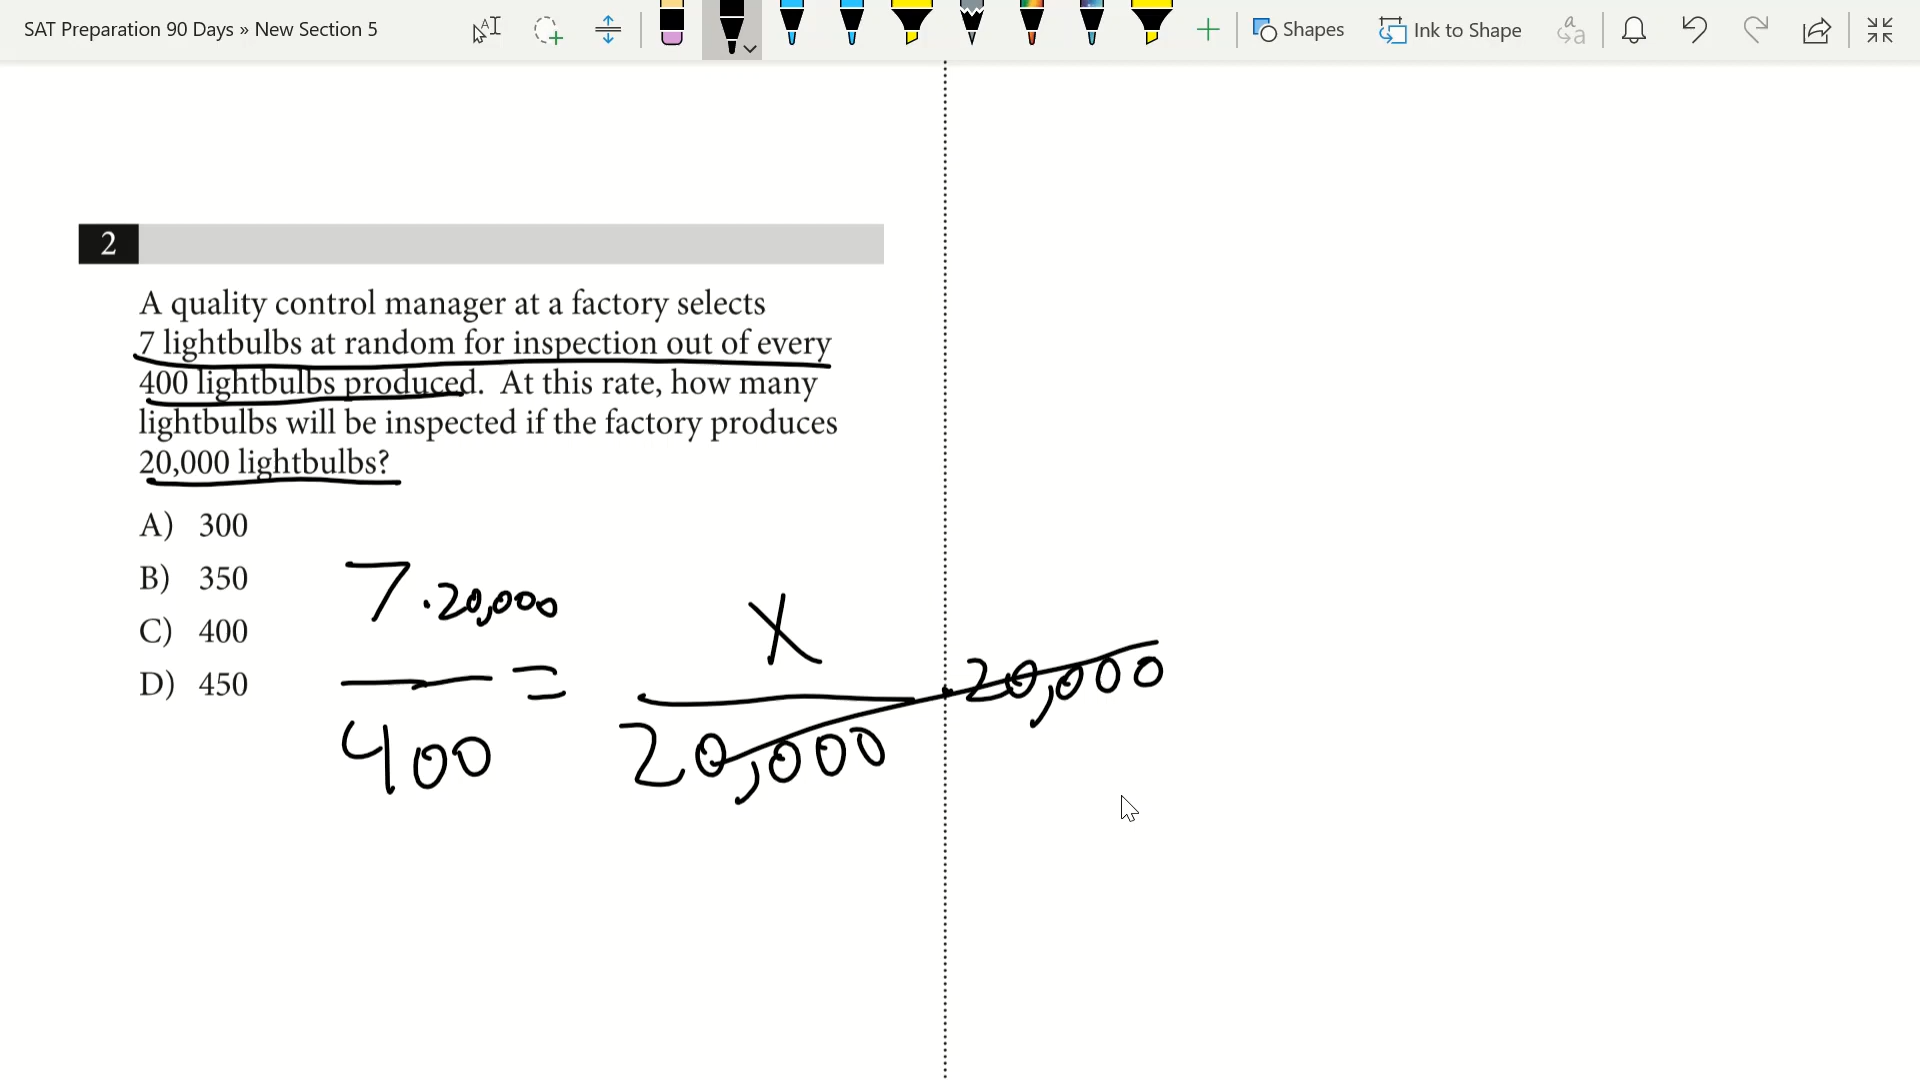 SAT Preparation 90 Days » New Section 5
Shapes
Ink to Shape
2
A quality control manager at a factory selects
7 lightbulbs at random for inspection out of every
400 lightbulbs produced. At this rate, how many
lightbulbs will be inspected if the factory produces
20,000 lightbulbs?
A) 300
B) 350
C) 400
D) 450
7 · 20,000
400
=
X
20,000
· 20,000